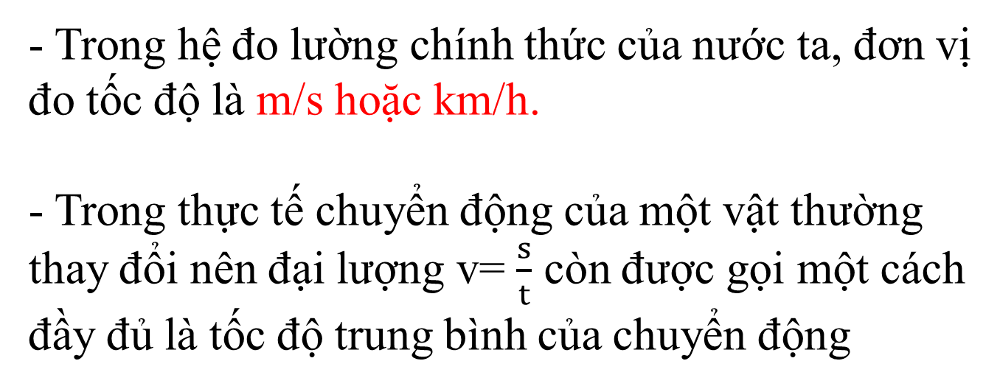 - Trong hệ đo lường chính thức của nước ta, đơn vị
đo tốc độ là m/s hoặc km/h.
- Trong thực tế chuyển động của một vật thường
thay đổi nên đại lượng v= s/t còn được gọi một cách
đầy đủ là tốc độ trung bình của chuyển động